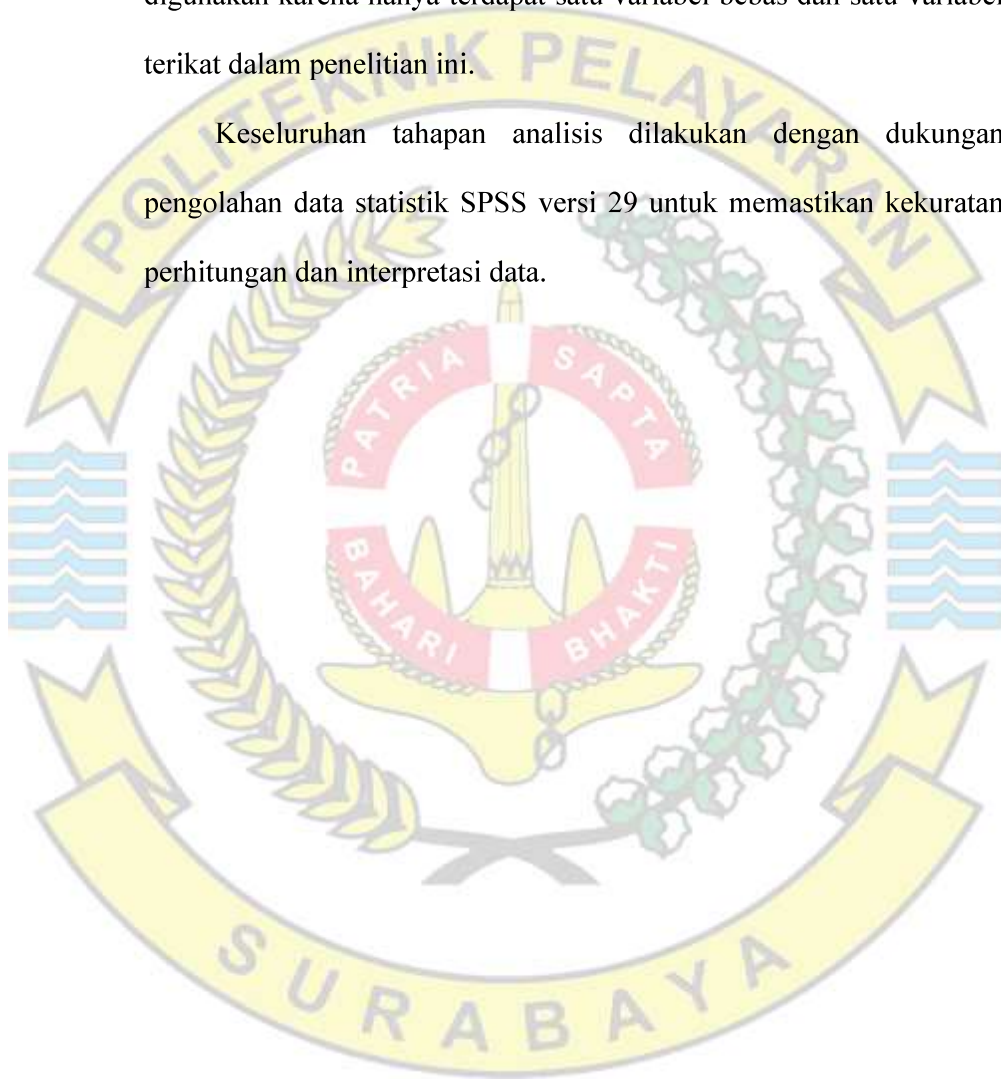 digunakan karena hanya terdapat satu variabel bebas dan satu variabel
terikat dalam penelitian ini.
Keseluruhan tahapan analisis dilakukan dengan dukungan
pengolahan data statistik SPSS versi 29 untuk memastikan kekuratan
perhitungan dan interpretasi data.
POLITEKNIK PELAYARAN
PATRIA SAPTA
BAHARI BHAKTI
SURABAYA